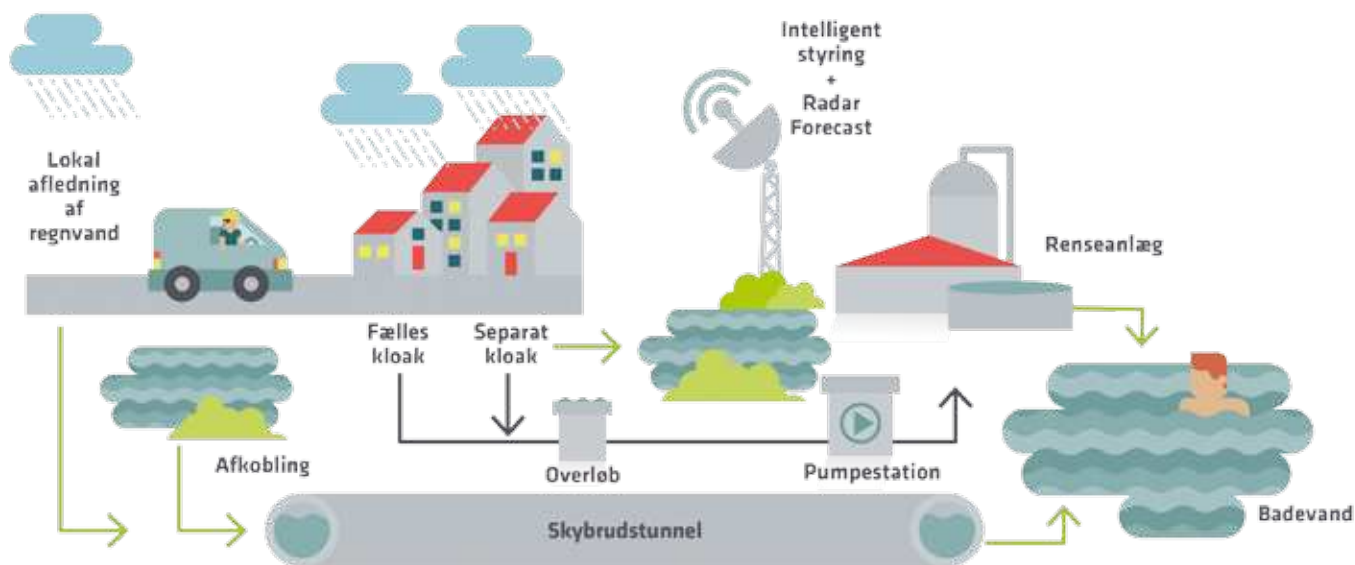 Intelligent
styring
+
Radar
Forecast
Lokal
afledning
af
regnvand
Renseanlæg
Fælles
kloak
Separat
kloak
Afkobling
Overløb
Pumpestation
Skybrudstunnel
Badevand